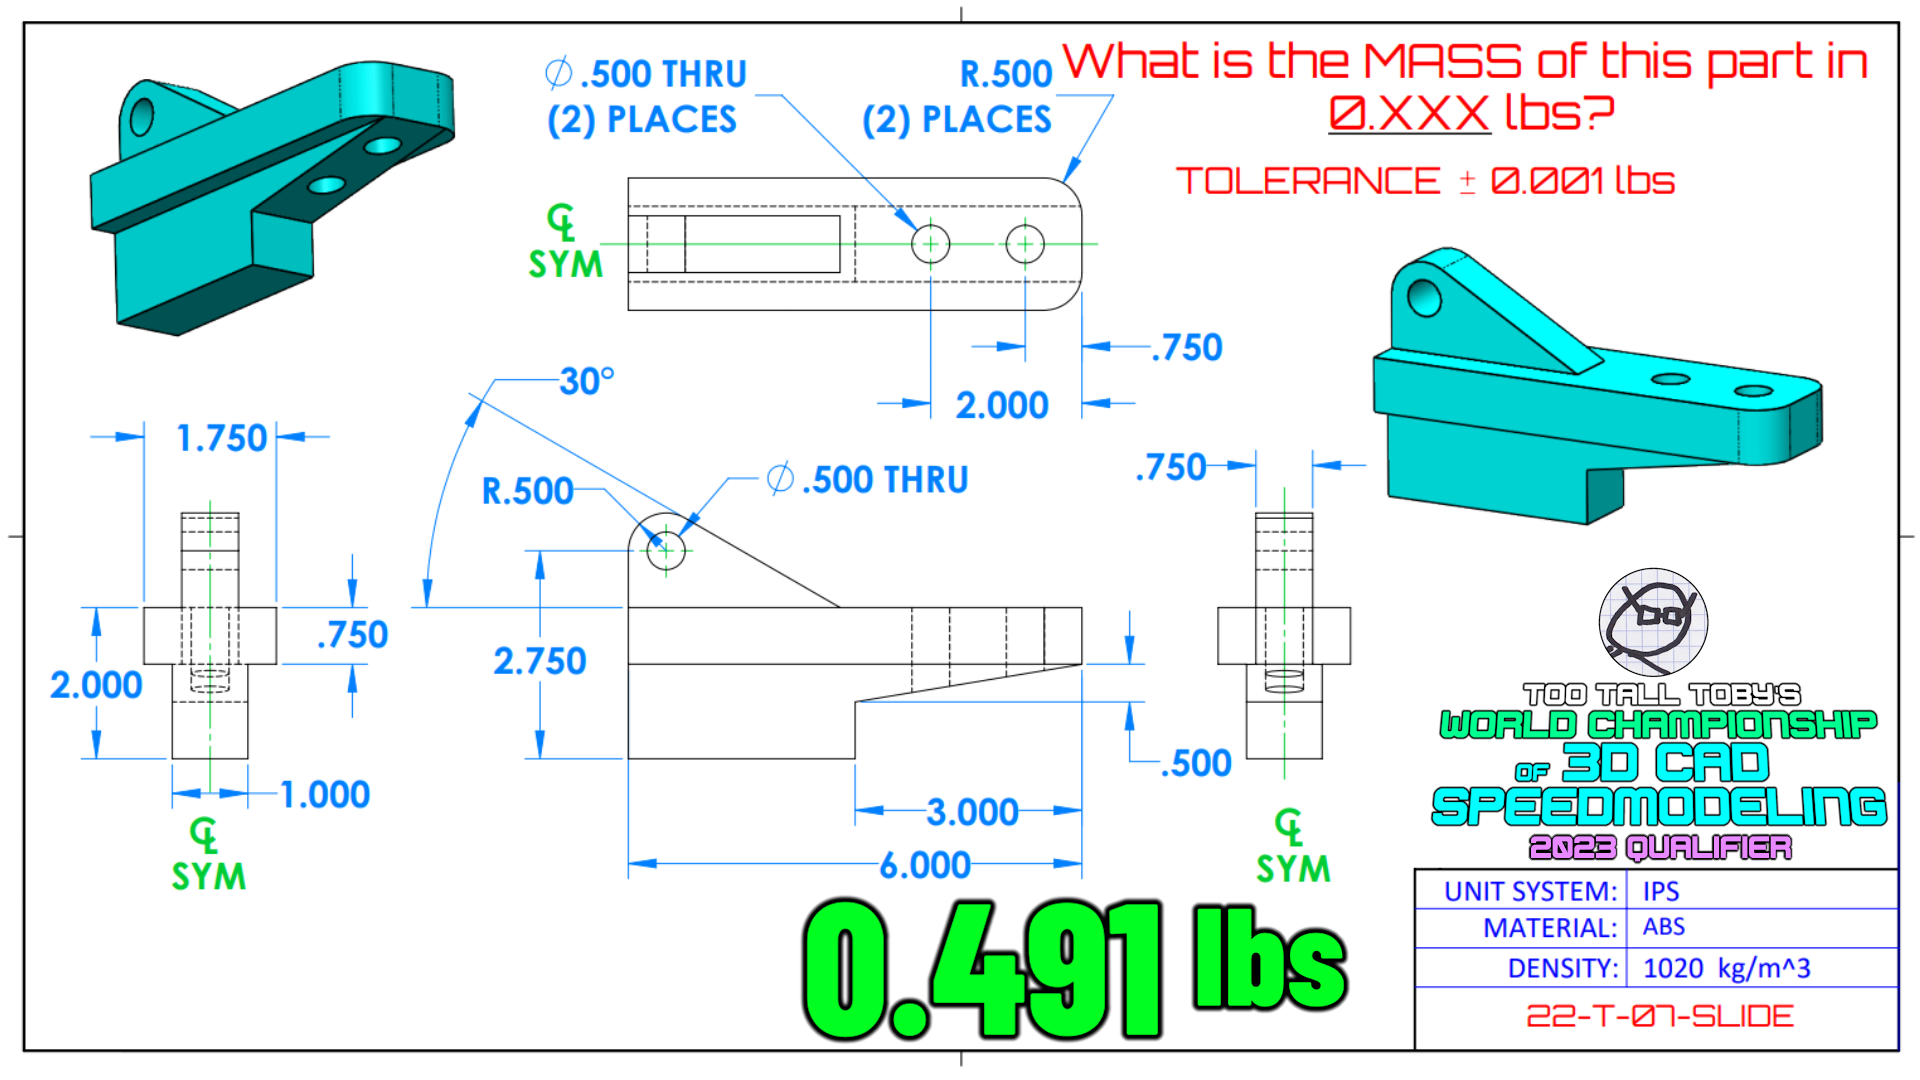 What is the MASS of this part in
0.XXX lbs?
TOLERANCE ± 0.001 lbs
∅ .500 THRU
(2) PLACES
R.500
(2) PLACES
℄
SYM
.750
2.000
30°
1.750
R.500
∅ .500 THRU
.750
2.750
.750
2.000
1.000
.500
3.000
6.000
℄
SYM
℄
SYM
TOO TALL TOBY'S
WORLD CHAMPIONSHIP
OF 3D CAD
SPEEDMODELING
2023 QUALIFIER
UNIT SYSTEM: IPS
MATERIAL: ABS
DENSITY: 1020 kg/m^3
22-T-07-SLIDE
0.491 lbs